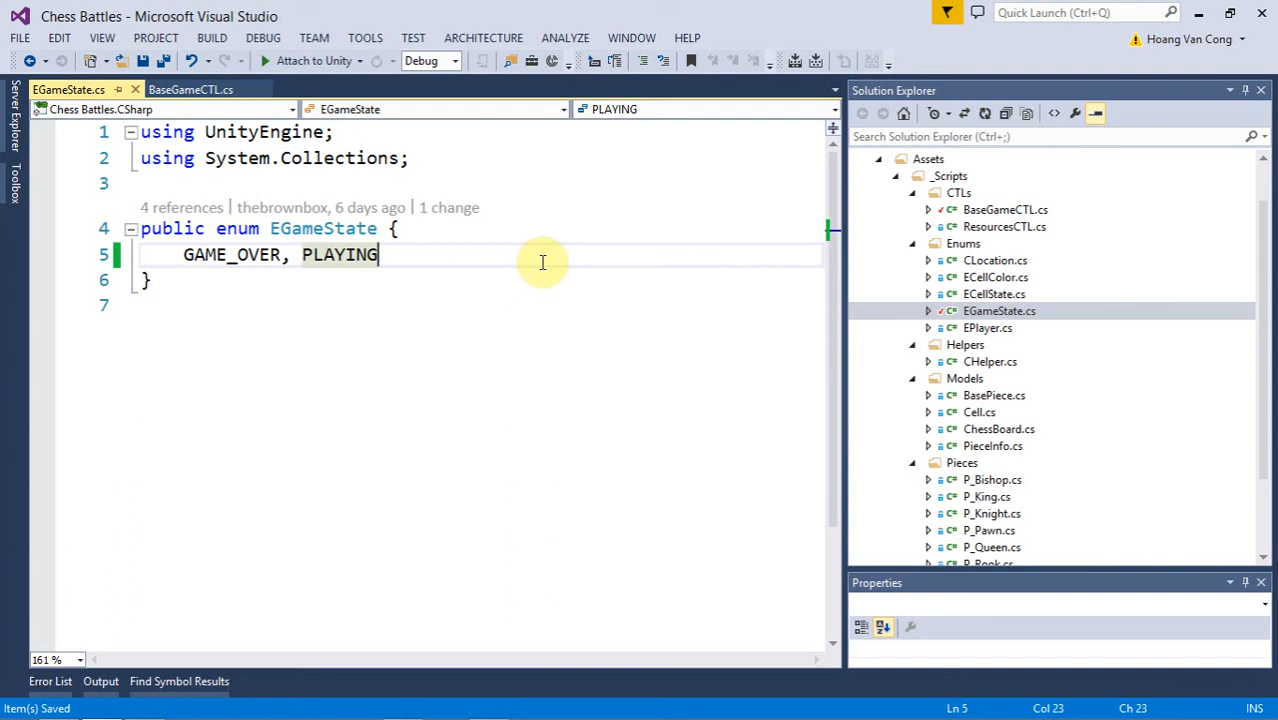 Chess Battles - Microsoft Visual Studio
Quick Launch (Ctrl+Q)
FILE EDIT VIEW PROJECT BUILD DEBUG TEAM TOOLS TEST ARCHITECTURE ANALYZE WINDOW HELP
Hoang Van Cong
Attach to Unity Debug
Server Explorer
Toolbox
EGameState.cs BaseGameCTL.cs
Chess Battles.CSharp EGameState PLAYING
1 using UnityEngine;
2 using System.Collections;
3
4 references | thebrownbox, 6 days ago | 1 change
4 public enum EGameState {
5 GAME_OVER, PLAYING
6 }
7
161 %
Solution Explorer
Search Solution Explorer (Ctrl+;)
Assets
_Scripts
CTLs
BaseGameCTL.cs
ResourcesCTL.cs
Enums
CLocation.cs
ECellColor.cs
ECellState.cs
EGameState.cs
EPlayer.cs
Helpers
CHelper.cs
Models
BasePiece.cs
Cell.cs
ChessBoard.cs
PieceInfo.cs
Pieces
P_Bishop.cs
P_King.cs
P_Knight.cs
P_Pawn.cs
P_Queen.cs
P_Rook.cs
Properties
Error List Output Find Symbol Results
Item(s) Saved Ln 5 Col 23 Ch 23 INS